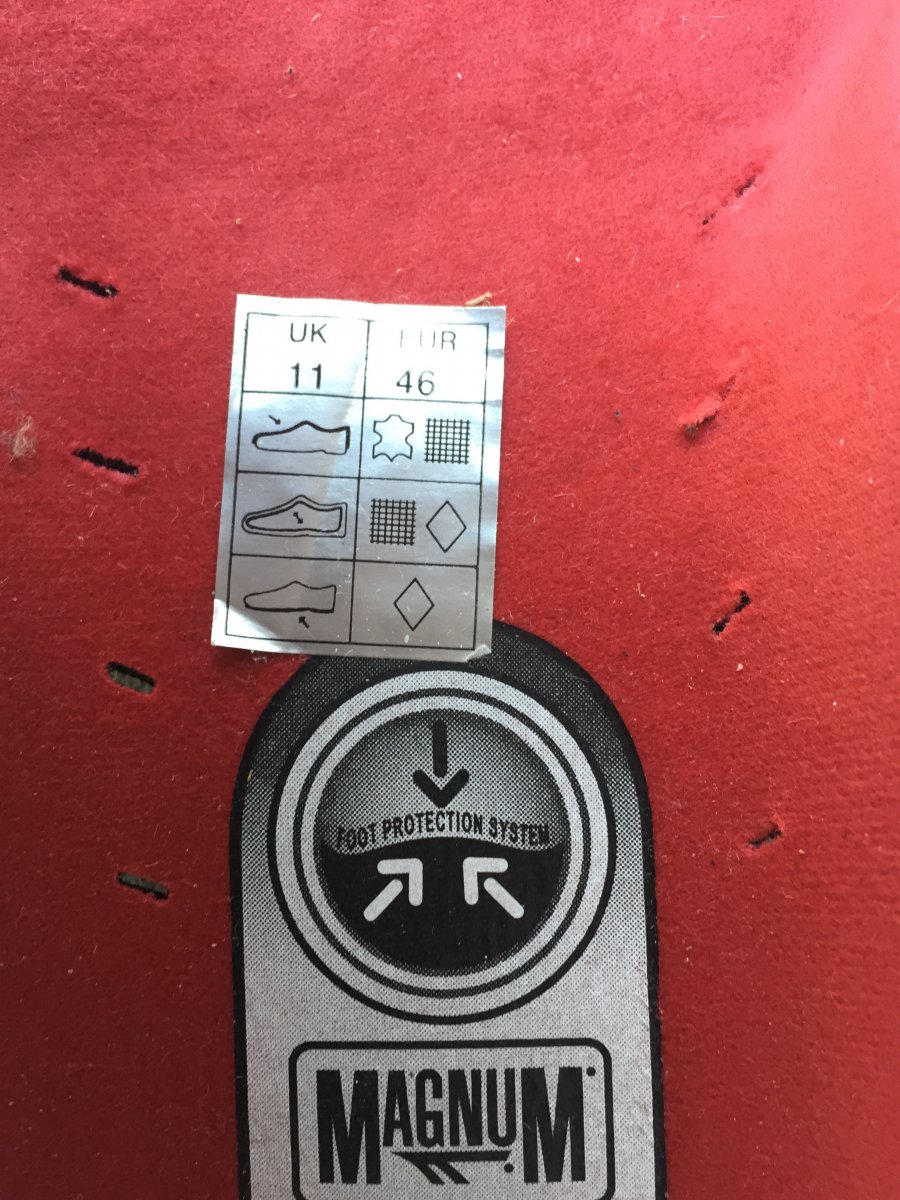 UK EUR
11 46
FOOT PROTECTION SYSTEM
MAGNUM